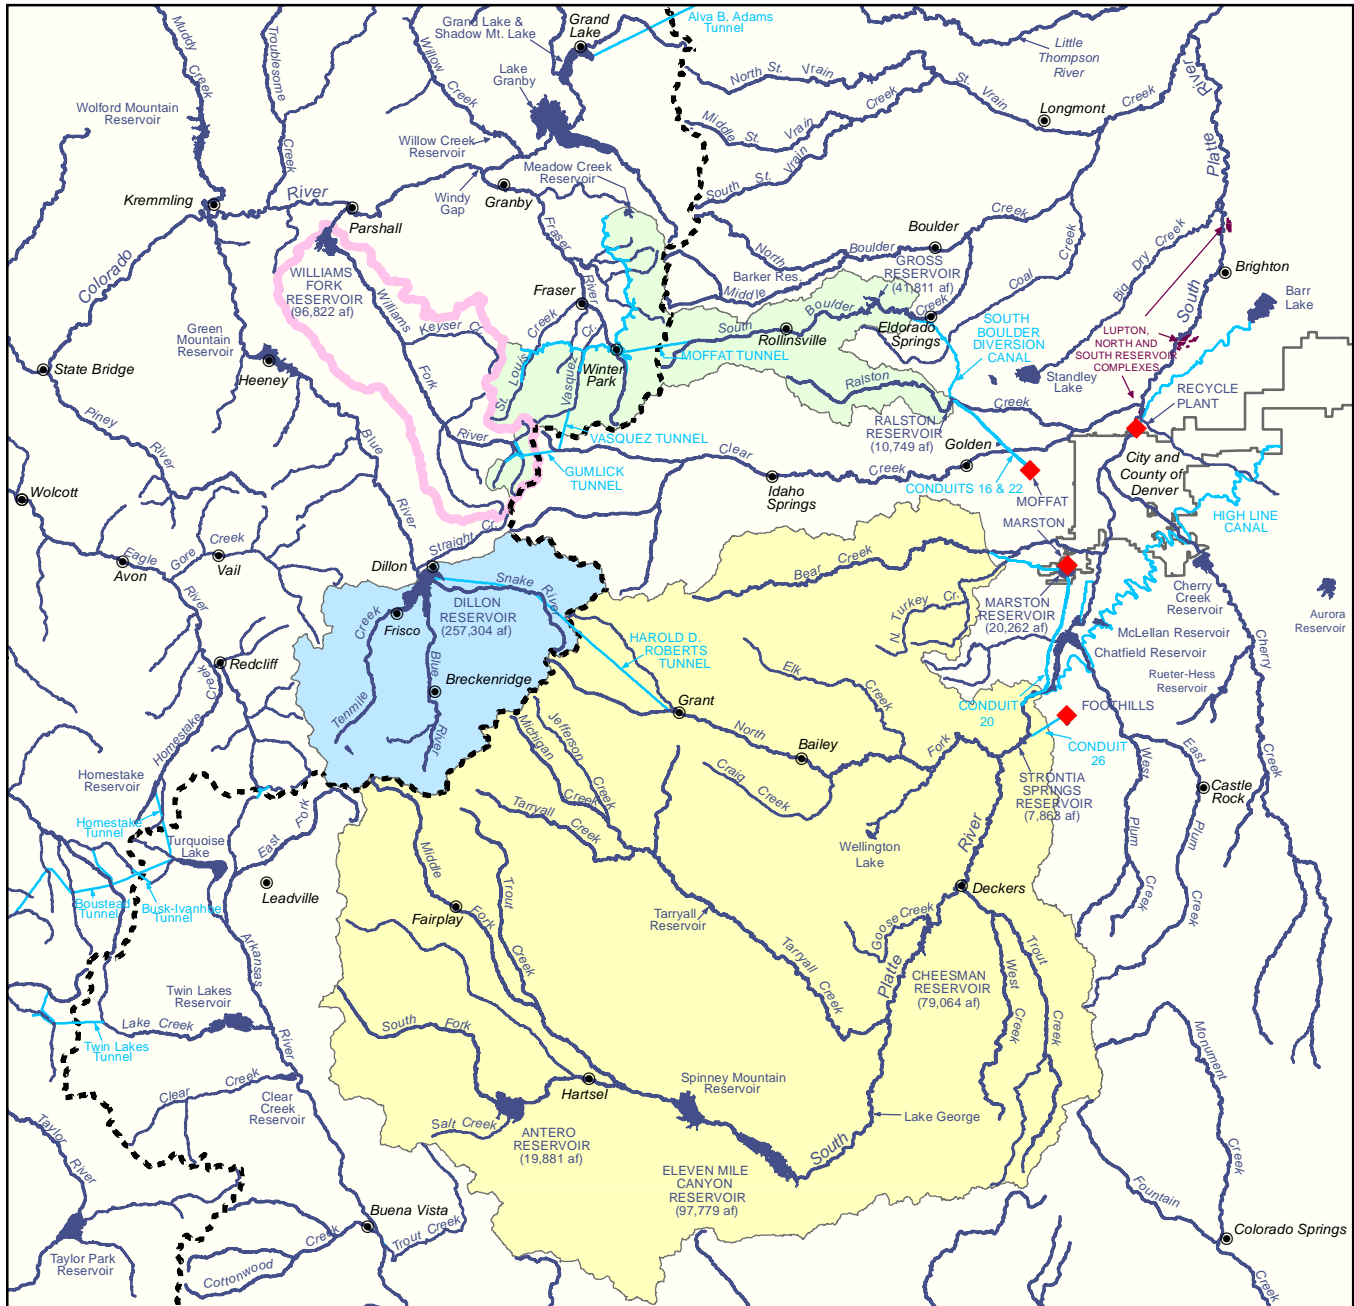 Muddy
Creek
Troublesome
Creek
Willow
Creek
Grand Lake &
Shadow Mt. Lake
Grand
Lake
Alva B. Adams
Tunnel
Little
Thompson
River
Lake
Granby
North St. Vrain
St.
Vrain
Creek
Longmont
River
Platte
South
Wolford Mountain
Reservoir
Willow Creek
Reservoir
Middle St. Vrain Creek
South St. Vrain
Meadow Creek
Reservoir
Windy
Gap
Granby
Kremmling
River
Parshall
Colorado
Fraser
River
Boulder
Creek
North Boulder
Barker Res.
Middle
GROSS
RESERVOIR
(41,811 af)
Coal
Creek
Big Dry Creek
Brighton
Barr
Lake
WILLIAMS
FORK
RESERVOIR
(96,822 af)
Williams
Fork
Keyser Cr.
Fraser
Creek
St. Louis
Vasquez
Cr.
Winter
Park
MOFFAT TUNNEL
South
Boulder
Creek
Rollinsville
Eldorado
Springs
SOUTH
BOULDER
DIVERSION
CANAL
Standley
Lake
LUPTON,
NORTH AND
SOUTH RESERVOIR
COMPLEXES
RECYCLE
PLANT
Green
Mountain
Reservoir
Heeney
State Bridge
Piney
River
Blue
River
Ralston
Creek
RALSTON
RESERVOIR
(10,749 af)
Golden
River
VASQUEZ TUNNEL
GUMLICK
TUNNEL
Clear
Creek
Idaho
Springs
CONDUITS 16 & 22
MOFFAT
City and
County of
Denver
HIGH LINE
CANAL
Wolcott
Eagle
River
Avon
Gore Creek
Vail
Straight Cr.
Dillon
Snake
River
DILLON
RESERVOIR
(257,304 af)
Frisco
Tenmile
Creek
Blue
River
Breckenridge
HAROLD D.
ROBERTS
TUNNEL
Bear Creek
N. Turkey Cr.
MARSTON
MARSTON
RESERVOIR
(20,262 af)
McLellan Reservoir
Chatfield Reservoir
Cherry
Creek
Reservoir
Aurora
Reservoir
Rueter-Hess
Reservoir
Cherry
Creek
Redcliff
Homestake
Creek
Homestake
Reservoir
Homestake
Tunnel
Grant
Elk
Creek
North
Fork
Bailey
CONDUIT
20
FOOTHILLS
CONDUIT
26
STRONTIA
SPRINGS
RESERVOIR
(7,863 af)
West
Plum
Creek
East
Plum
Creek
Castle
Rock
Michigan
Creek
Jefferson
Creek
Tarryall
Creek
Craig
Creek
Wellington
Lake
River
Turquoise
Lake
East
Fork
Leadville
Boustead
Tunnel
Busk-Ivanhoe
Tunnel
Arkansas
River
Middle
Fork
Trout
Creek
Fairplay
Tarryall
Reservoir
Tarryall
Creek
Deckers
Goose Creek
Platte
CHEESMAN
RESERVOIR
(79,064 af)
West
Creek
Trout
Creek
Twin Lakes
Reservoir
Lake Creek
Twin Lakes
Tunnel
South Fork
Monument
Creek
Clear Creek
Clear
Creek
Reservoir
Hartsel
Salt Creek
ANTERO
RESERVOIR
(19,881 af)
Spinney Mountain
Reservoir
ELEVEN MILE
CANYON
RESERVOIR
(97,779 af)
South
Lake George
Taylor
River
Taylor Park
Reservoir
Cottonwood
Creek
Buena Vista
Trout Creek
Fountain
Creek
Colorado Springs